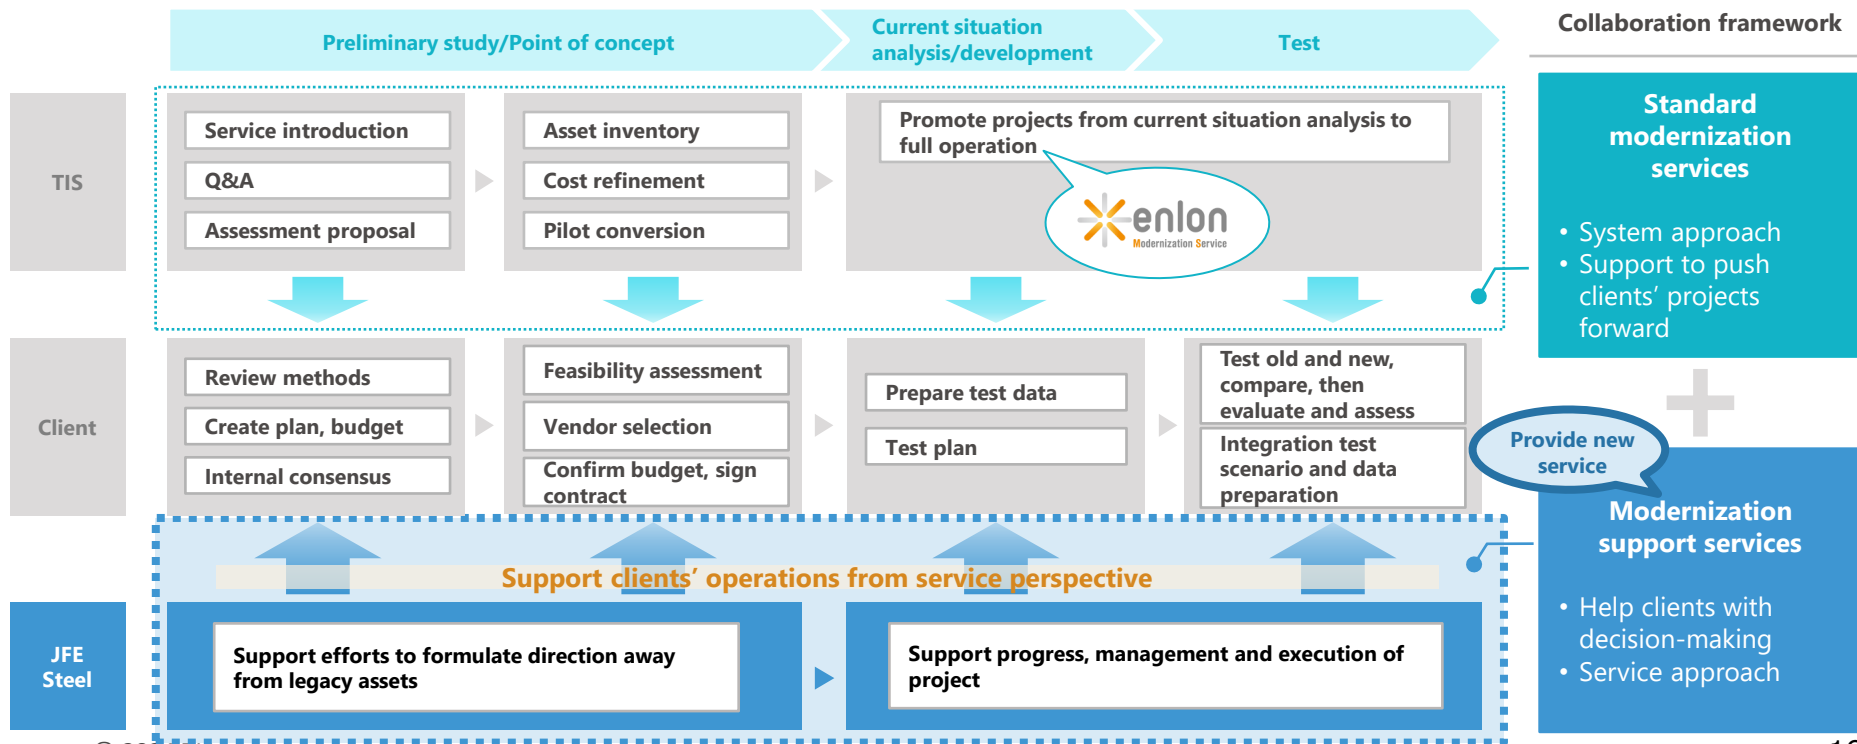 Preliminary study/Point of concept
Current situation
analysis/development
Test
Collaboration framework
TIS
Service introduction
Q&A
Assessment proposal
Asset inventory
Cost refinement
Pilot conversion
Promote projects from current situation analysis to
full operation
Xenlon
Modernization Service
Standard
modernization
services
• System approach
• Support to push
clients' projects
forward
Client
Review methods
Create plan, budget
Internal consensus
Feasibility assessment
Vendor selection
Confirm budget, sign
contract
Prepare test data
Test plan
Test old and new,
compare, then
evaluate and assess
Integration test
scenario and data
preparation
Provide new
service
Modernization
support services
• Help clients with
decision-making
• Service approach
Support clients' operations from service perspective
JFE
Steel
Support efforts to formulate direction away
from legacy assets
Support progress, management and execution of
project